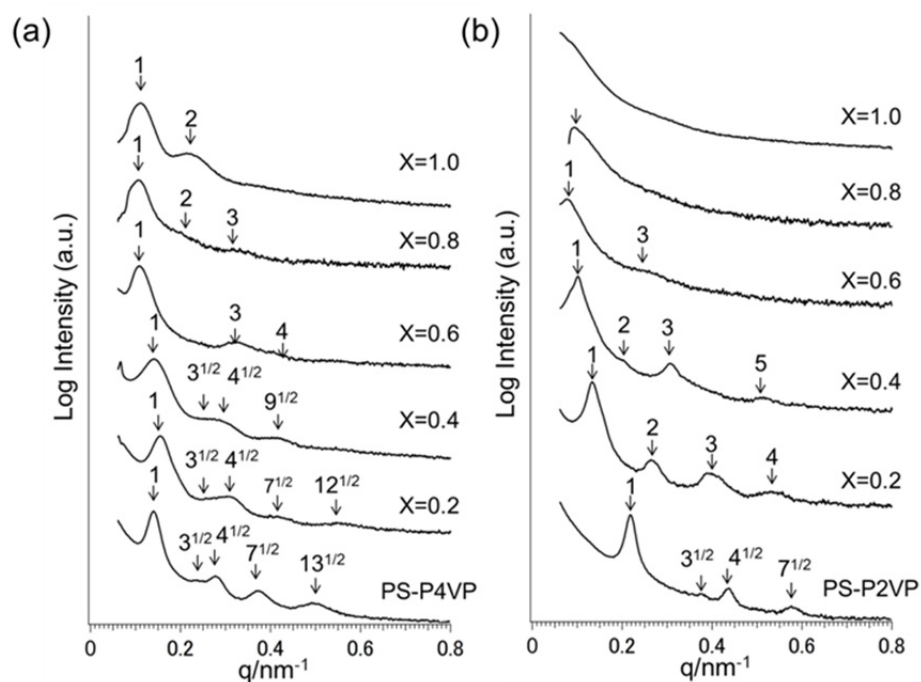 (a)
1
2
X=1.0
1
2
3
X=0.8
1
3
4
X=0.6
1
3^1/2
4^1/2
9^1/2
X=0.4
1
3^1/2
4^1/2
7^1/2
12^1/2
X=0.2
1
3^1/2
4^1/2
7^1/2
13^1/2
PS-P4VP
Log Intensity (a.u.)
0 0.2 0.4 0.6 0.8
q/nm^-1
(b)
X=1.0
X=0.8
1
3
X=0.6
1
2
3
5
X=0.4
1
2
3
4
X=0.2
1
3^1/2
4^1/2
7^1/2
PS-P2VP
Log Intensity (a.u.)
0 0.2 0.4 0.6 0.8
q/nm^-1